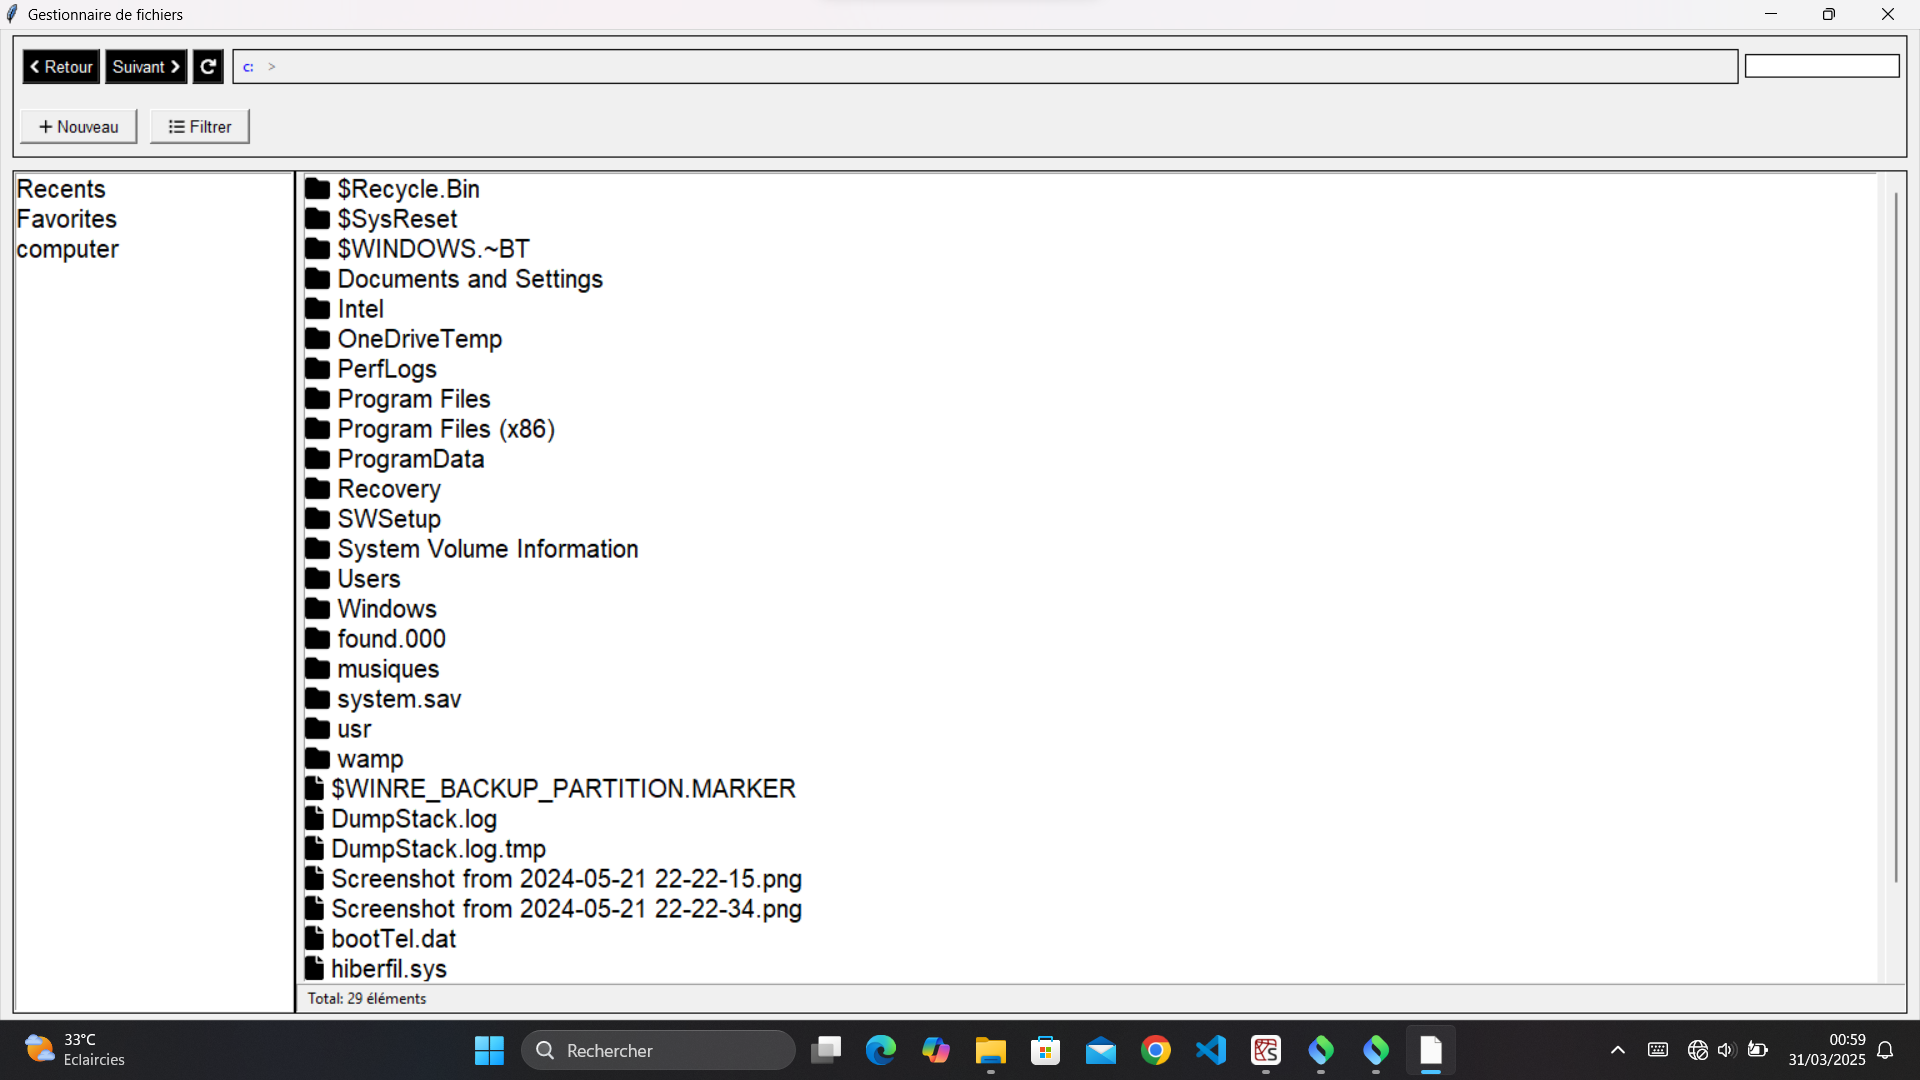 Gestionnaire de fichiers
Retour
Suivant
c: >
+ Nouveau
Filtrer
Recents
Favorites
computer
$Recycle.Bin
$SysReset
$WINDOWS.~BT
Documents and Settings
Intel
OneDriveTemp
PerfLogs
Program Files
Program Files (x86)
ProgramData
Recovery
SWSetup
System Volume Information
Users
Windows
found.000
musiques
system.sav
usr
wamp
$WINRE_BACKUP_PARTITION.MARKER
DumpStack.log
DumpStack.log.tmp
Screenshot from 2024-05-21 22-22-15.png
Screenshot from 2024-05-21 22-22-34.png
bootTel.dat
hiberfil.sys
Total: 29 éléments
33°C
Eclaircies
Rechercher
00:59
31/03/2025